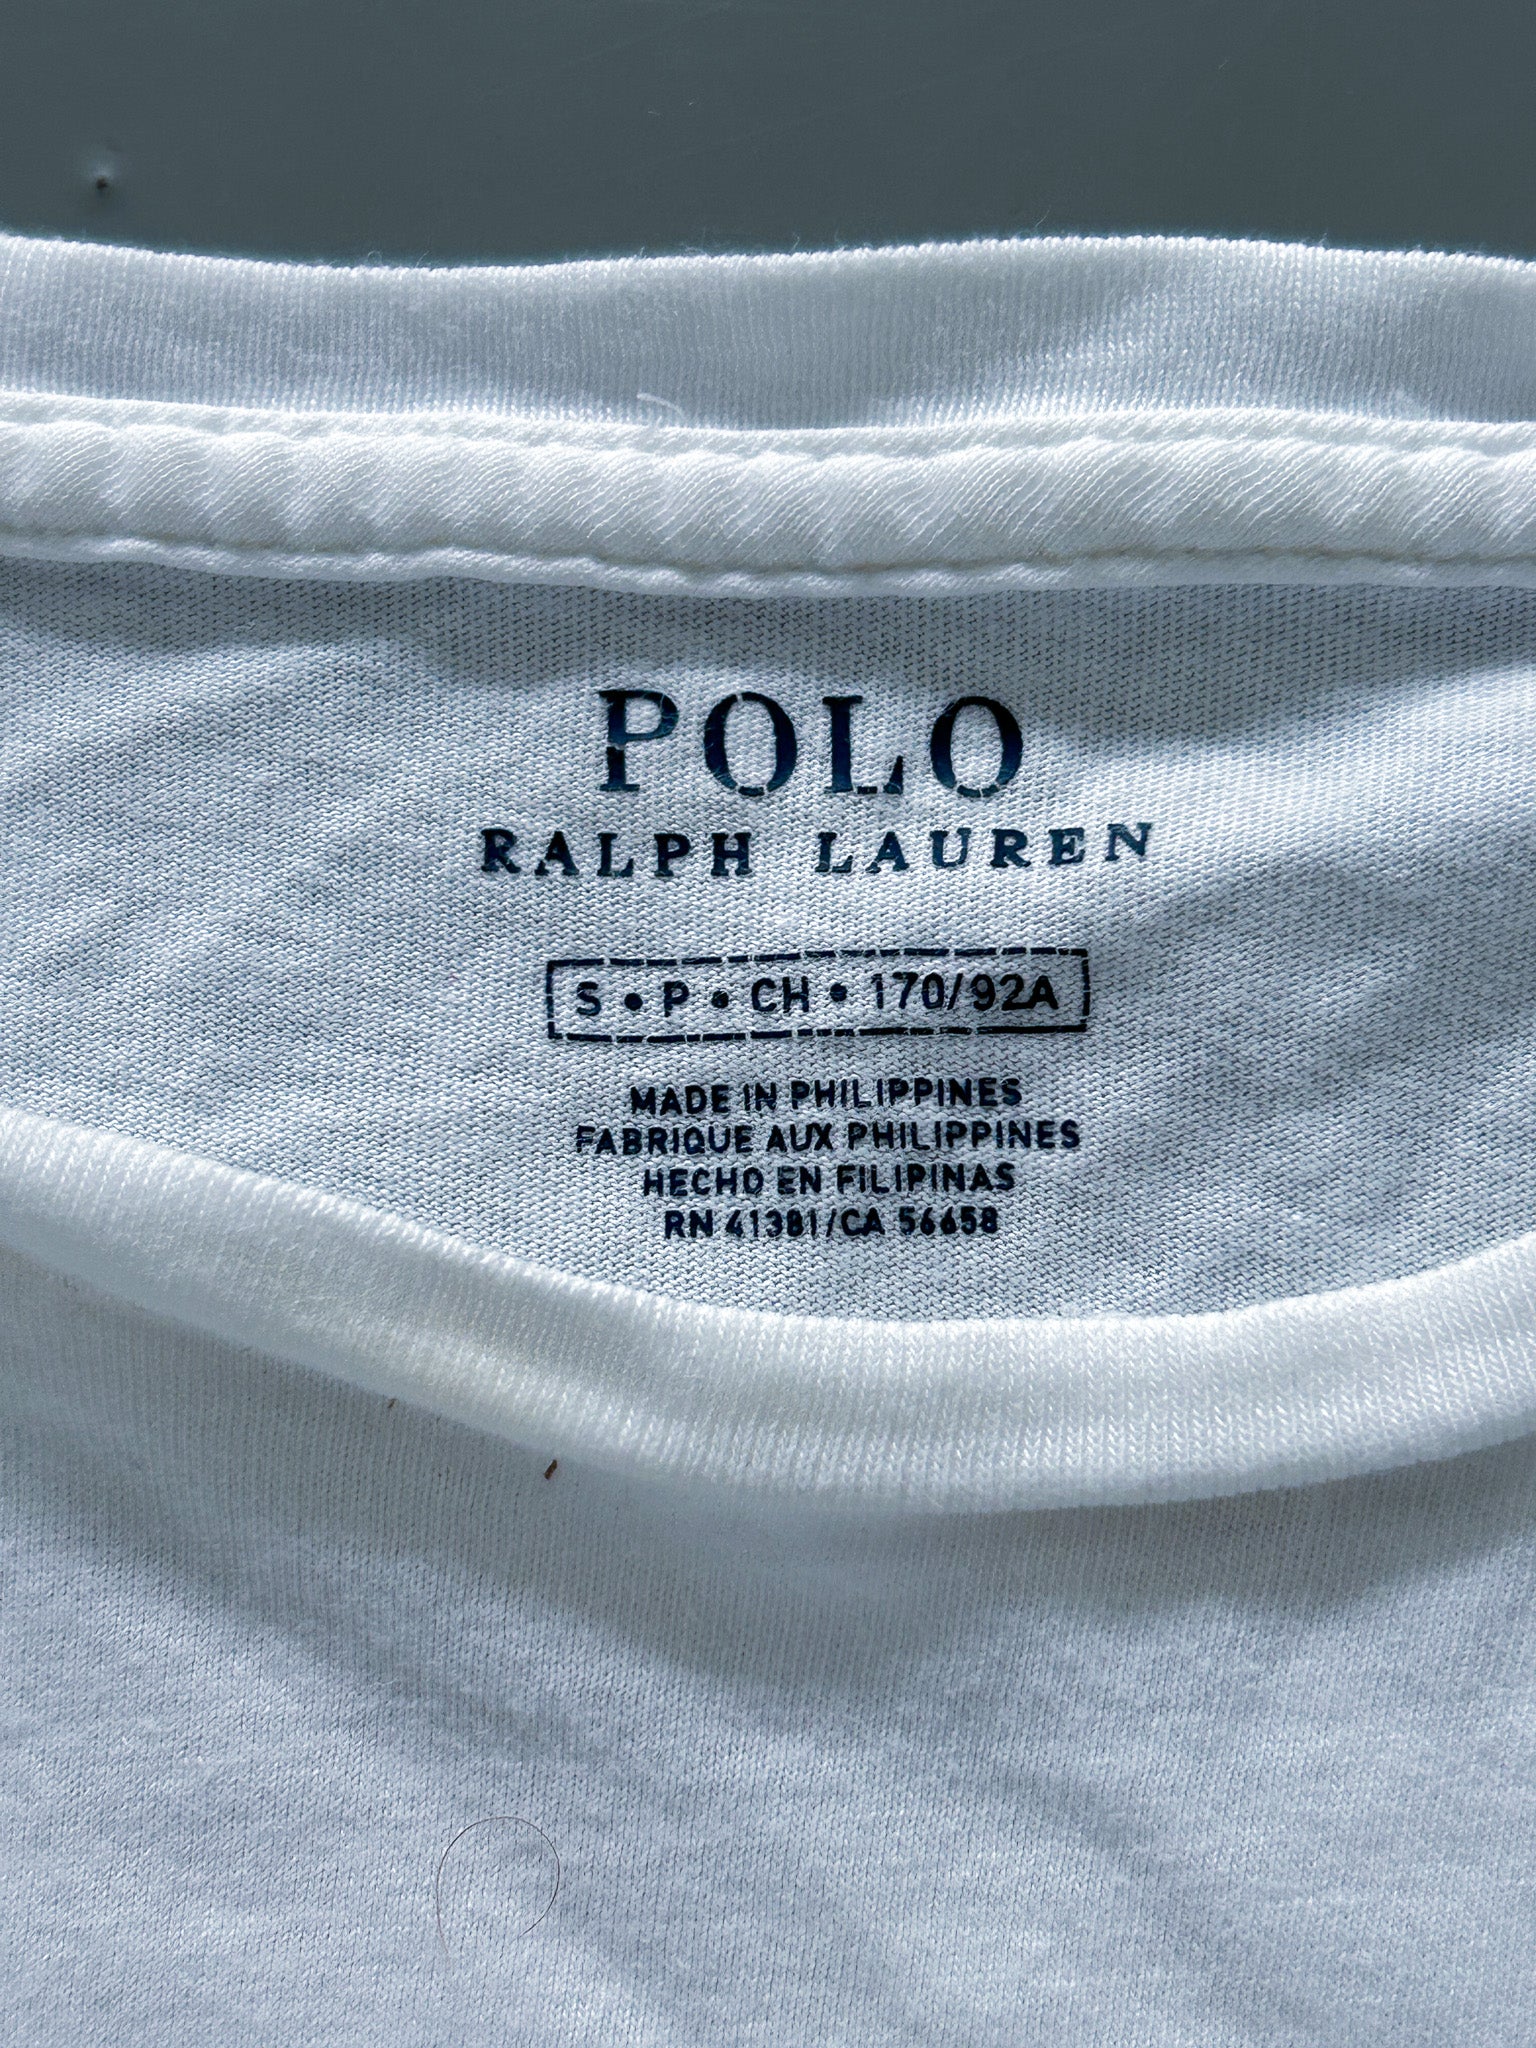 POLO
RALPH LAUREN
S • P • CH • 170/92A
MADE IN PHILIPPINES
FABRIQUE AUX PHILIPPINES
HECHO EN FILIPINAS
RN 41381/CA 56658